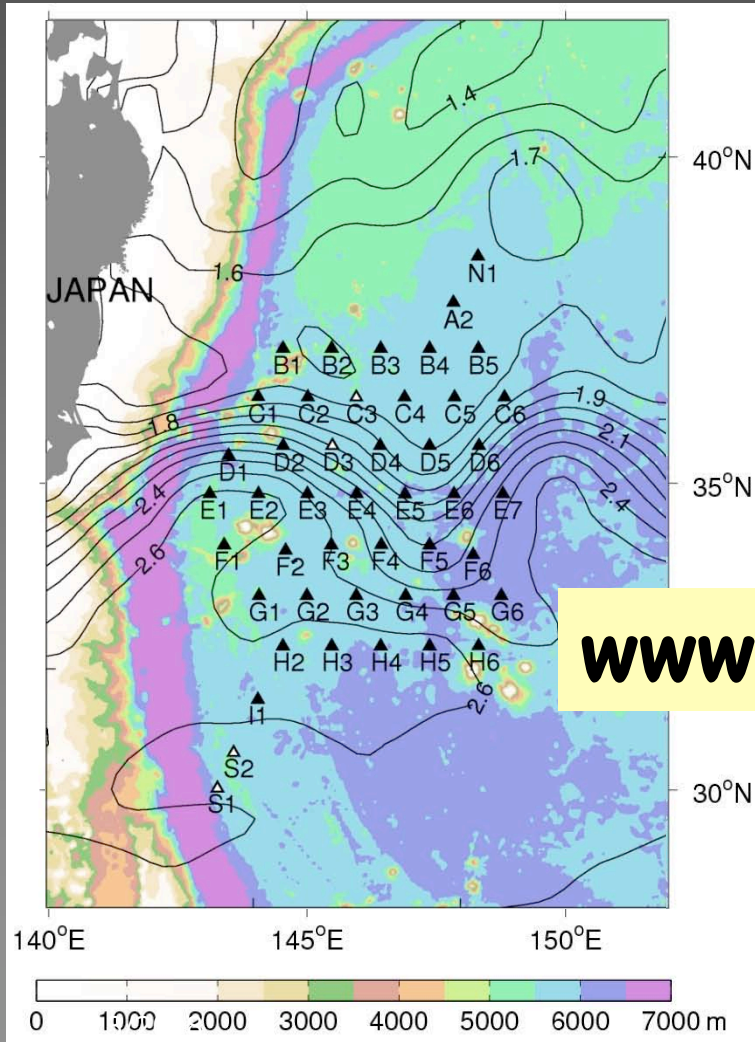 1.4
40°N
1.7
N1
1.6
JAPAN
A2
B1 B2 B3 B4 B5
C1 C2 C3 C4 C5 C6 1.9
1.8 2.1
D1 D2 D3 D4 D5 D6
35°N
2.4 2.4
E1 E2 E3 E4 E5 E6 E7
2.6 F1 F2 F3 F4 F5 F6
G1 G2 G3 G4 G5 G6
www
H2 H3 H4 H5 H6
2.6
I1
S2
S1
30°N
140°E 145°E 150°E
0 1000 2000 3000 4000 5000 6000 7000 m